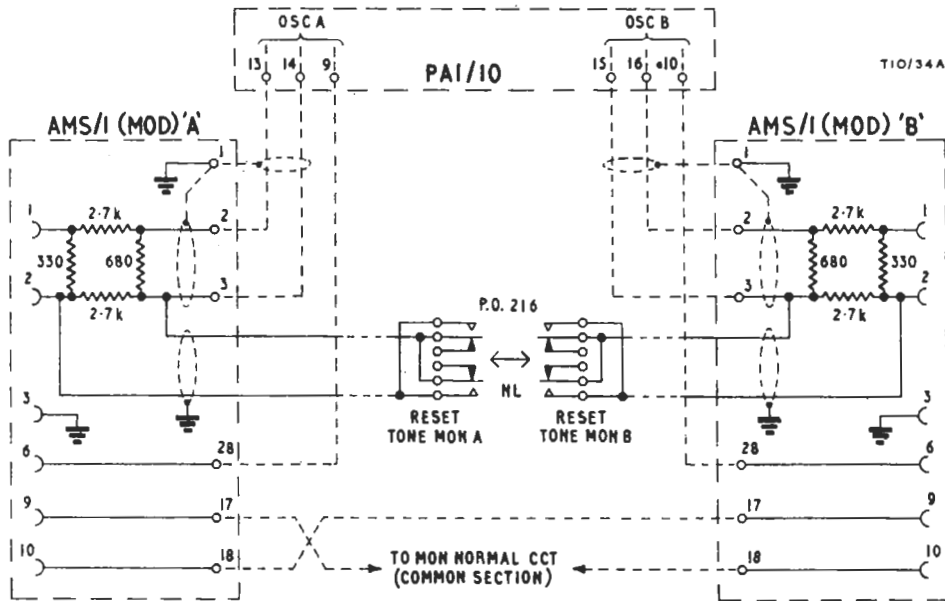 OSC A
OSC B
13 14 9
15 16 10
PA1/10
T10/34A
AMS/1 (MOD) 'A'
AMS/1 (MOD) 'B'
1
1
1
2·7k
2
2
2·7k
1
330
680
680
330
2
3
3
2
2·7k
2·7k
P.O. 216
NL
RESET
TONE MON A
RESET
TONE MON B
3
3
6
28
28
6
9
17
17
9
10
18
TO MON NORMAL CCT
(COMMON SECTION)
18
10